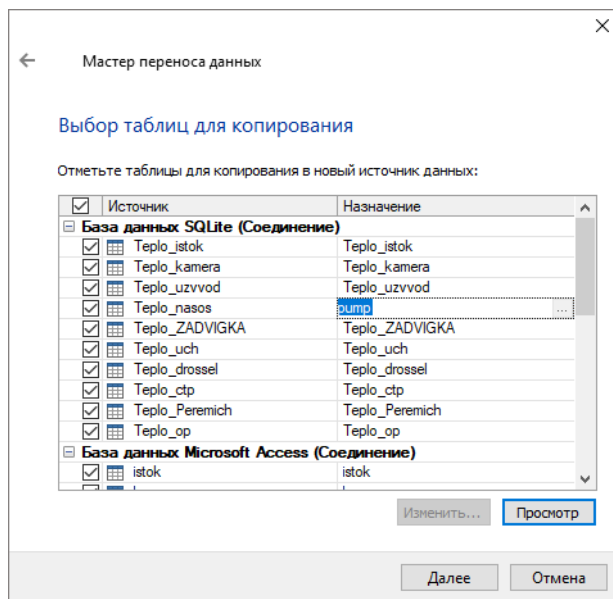 Мастер переноса данных
Выбор таблиц для копирования
Отметьте таблицы для копирования в новый источник данных:
Источник Назначение
База данных SQLite (Соединение)
Teplo_istok Teplo_istok
Teplo_kamera Teplo_kamera
Teplo_uzvvod Teplo_uzvvod
Teplo_nasos pump ...
Teplo_ZADVIGKA Teplo_ZADVIGKA
Teplo_uch Teplo_uch
Teplo_drossel Teplo_drossel
Teplo_ctp Teplo_ctp
Teplo_Peremich Teplo_Peremich
Teplo_op Teplo_op
База данных Microsoft Access (Соединение)
istok istok
Изменить... Просмотр
Далее Отмена